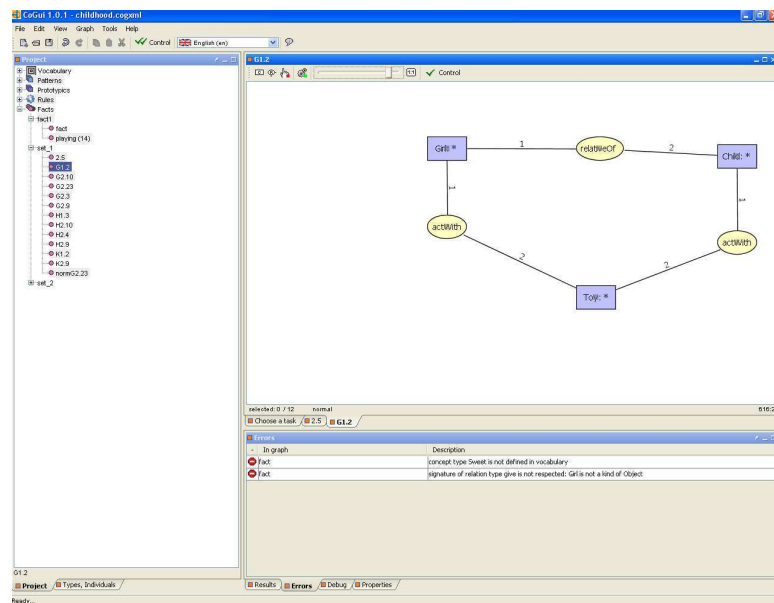 CoGui 1.0.1 - childhood.cogxml
File Edit View Graph Tools Help
Control English (en)
Project
Vocabulary
Patterns
Prototypics
Rules
Facts
fact1
fact
playing (14)
set_1
2.5
G1.2
G2.10
G2.23
G2.3
G2.9
H1.3
H2.10
H2.4
H2.9
K1.2
K2.9
normG2.23
set_2
G1.2
Project Types, Individuals
Ready...
G1.2
1:1 Control
Girl: * 1 relativeOf 2 Child: *
1 1
actWith actWith
2 2
Toy: *
selected: 0 / 12 normal 616:2
Choose a task 2.5 G1.2
Errors
In graph Description
fact concept type Sweet is not defined in vocabulary
fact signature of relation type give is not respected: Girl is not a kind of Object
Results Errors Debug Properties